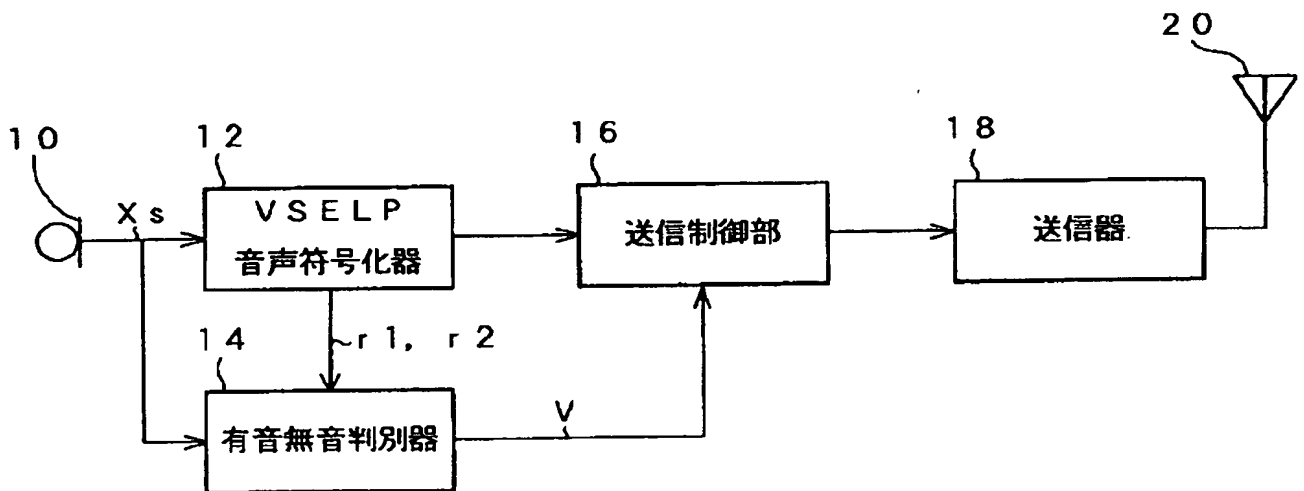 20
10
12
16
18
Xs
VSELP
音声符号化器
送信制御部
送信器
14
r1, r2
有音無音判別器
V